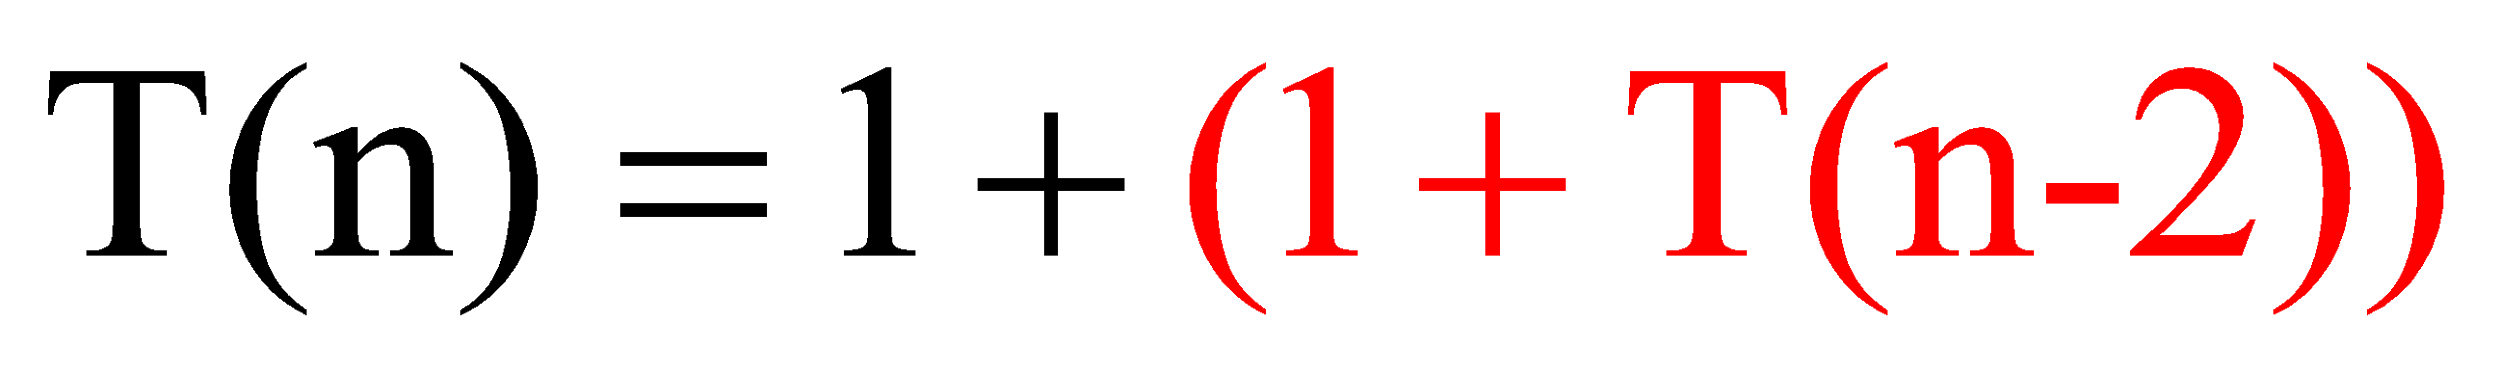 T(n) = 1 + (1 + T(n-2))